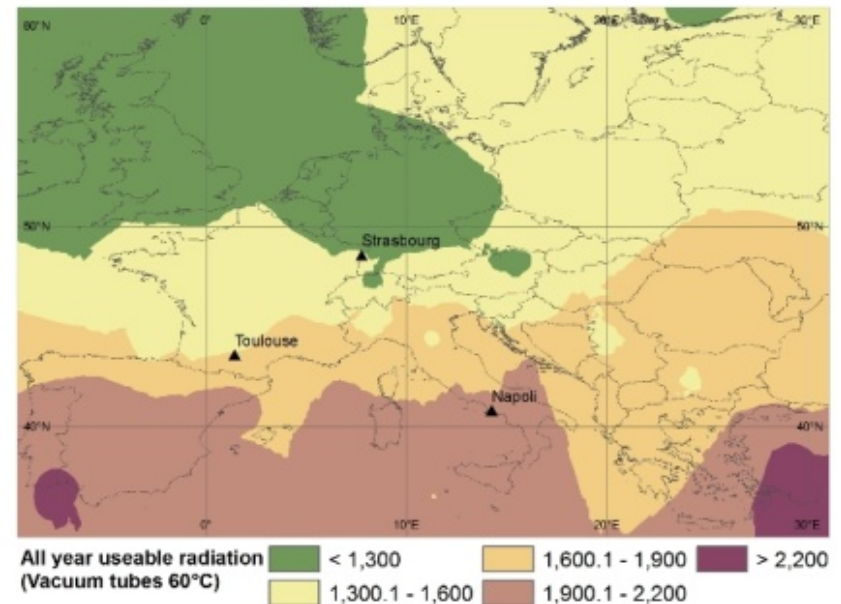 60°N 0° 10°E 20°E 30°E
50°N Strasbourg 50°N
Toulouse
Napoli
40°N 40°N
0° 10°E 20°E 30°E
All year useable radiation < 1,300 1,600.1 - 1,900 > 2,200
(Vacuum tubes 60°C) 1,300.1 - 1,600 1,900.1 - 2,200